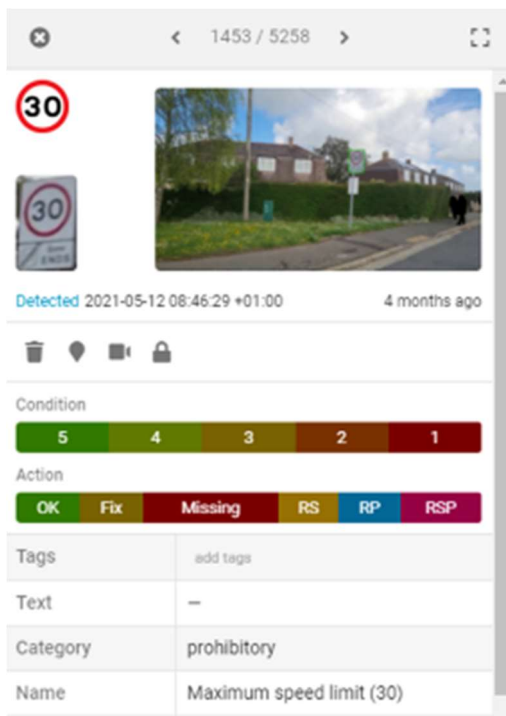 1453 / 5258
30
30
ENDS
Detected 2021-05-12 08:46:29 +01:00 4 months ago
Condition
5 4 3 2 1
Action
OK Fix Missing RS RP RSP
Tags add tags
Text –
Category prohibitory
Name Maximum speed limit (30)